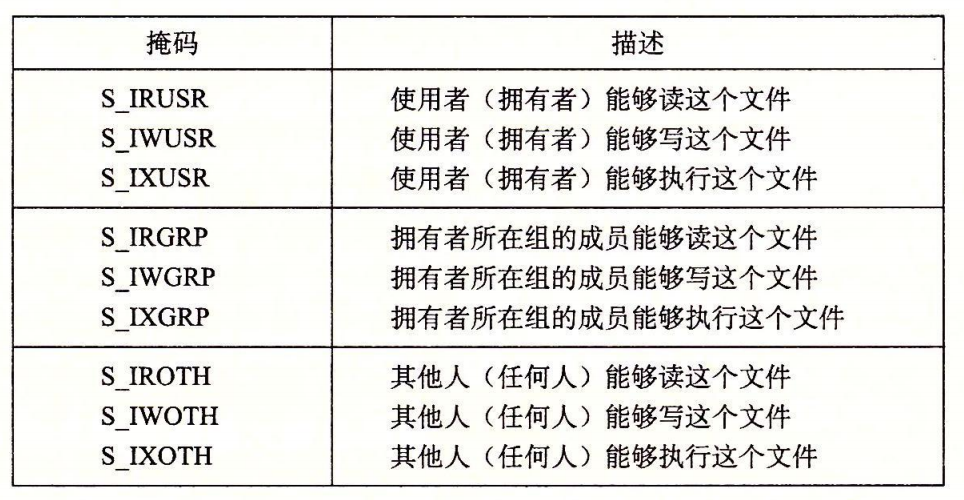 掩码 描述
S_IRUSR 使用者（拥有者）能够读这个文件
S_IWUSR 使用者（拥有者）能够写这个文件
S_IXUSR 使用者（拥有者）能够执行这个文件
S_IRGRP 拥有者所在组的成员能够读这个文件
S_IWGRP 拥有者所在组的成员能够写这个文件
S_IXGRP 拥有者所在组的成员能够执行这个文件
S_IROTH 其他人（任何人）能够读这个文件
S_IWOTH 其他人（任何人）能够写这个文件
S_IXOTH 其他人（任何人）能够执行这个文件